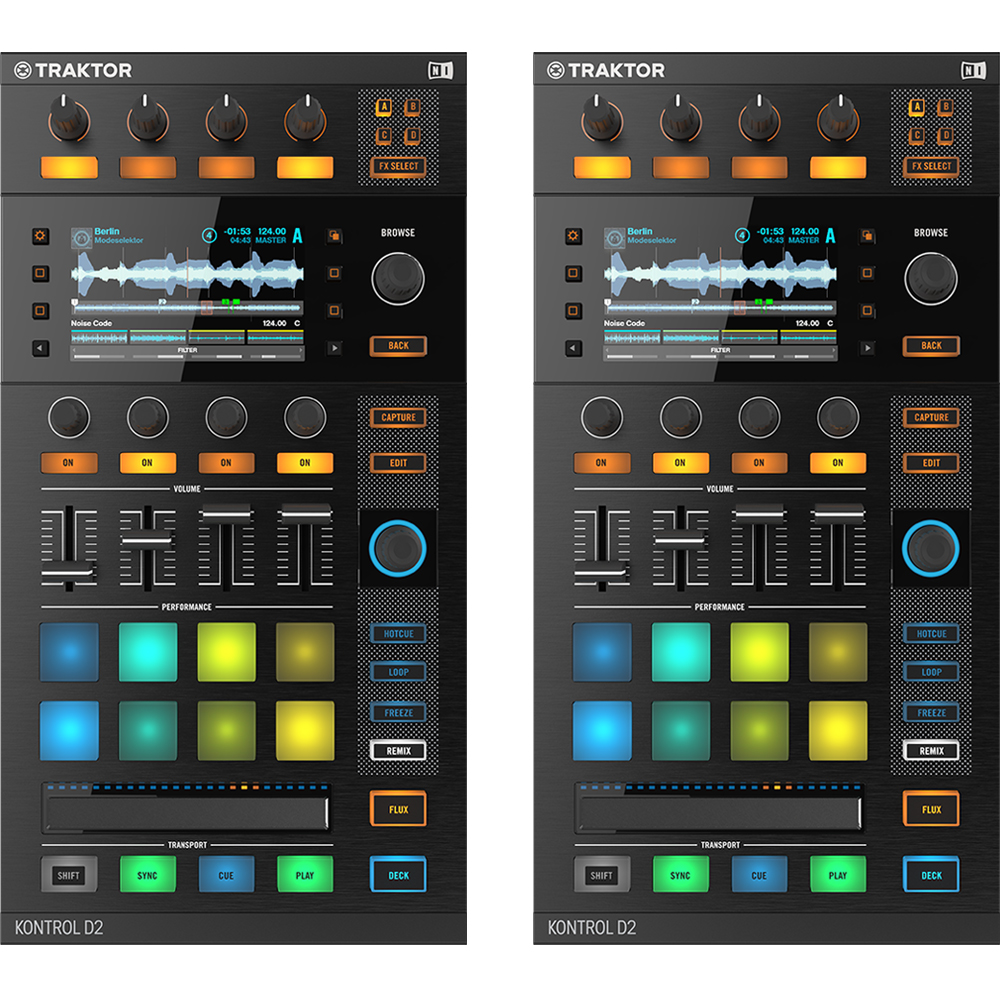 TRAKTOR NI
A B
C D
FX SELECT
Berlin 4 -01:53 124.00 A
Modeselektor 04:43 MASTER
BROWSE
Noise Code 124.00 C
FILTER
BACK
CAPTURE
ON ON ON ON EDIT
VOLUME
PERFORMANCE
HOTCUE
LOOP
FREEZE
REMIX
FLUX
TRANSPORT
SHIFT SYNC CUE PLAY DECK
KONTROL D2
TRAKTOR NI
A B
C D
FX SELECT
Berlin 4 -01:53 124.00 A
Modeselektor 04:43 MASTER
BROWSE
Noise Code 124.00 C
FILTER
BACK
CAPTURE
ON ON ON ON EDIT
VOLUME
PERFORMANCE
HOTCUE
LOOP
FREEZE
REMIX
FLUX
TRANSPORT
SHIFT SYNC CUE PLAY DECK
KONTROL D2